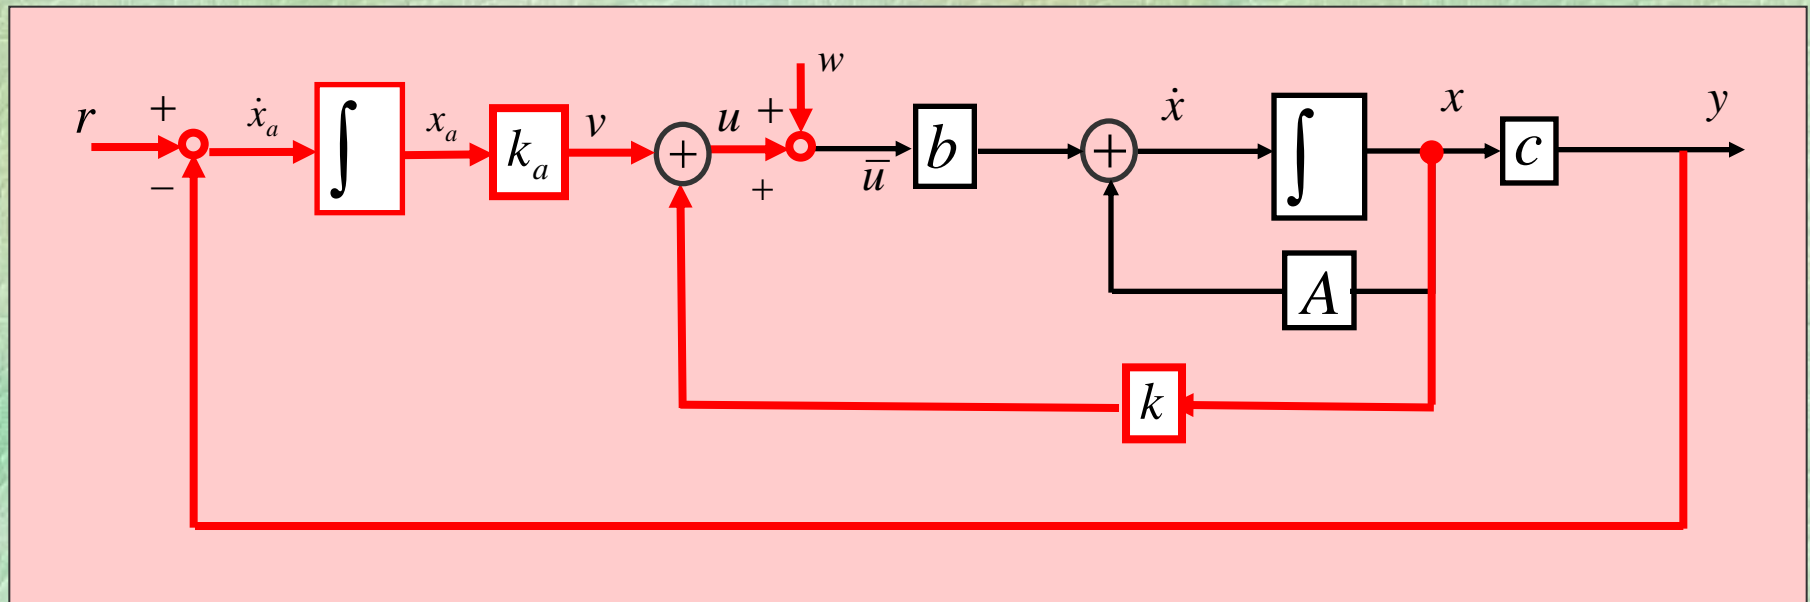 w
r + ẋₐ ∫ xₐ kₐ v + u + b + ẋ ∫ x c y
− + ū
A
k